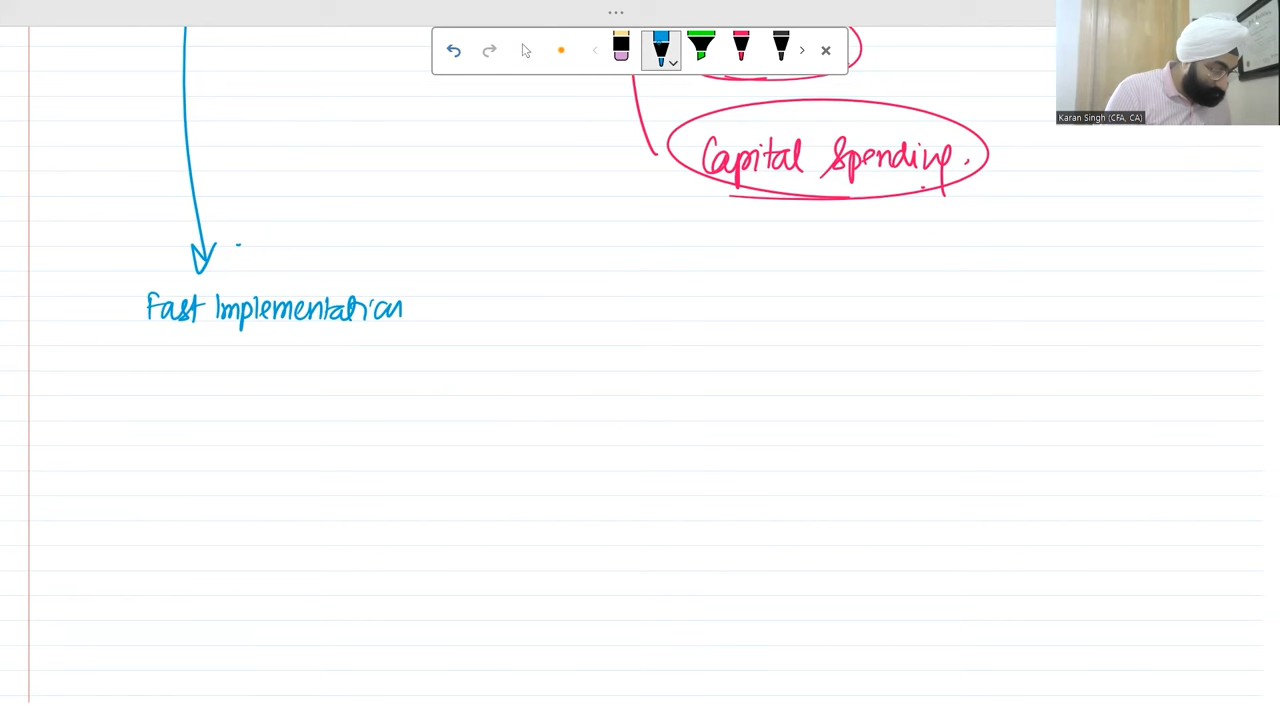 Karan Singh (CFA, CA)
Capital Spending.
Fast Implementation